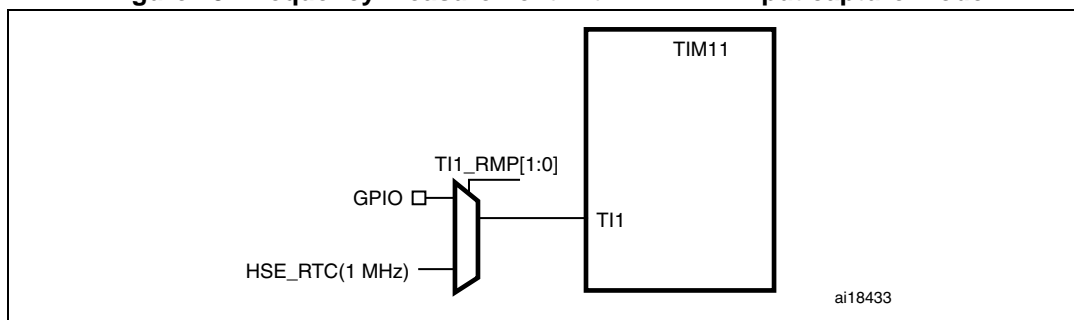 TIM11
TI1_RMP[1:0]
GPIO
TI1
HSE_RTC(1 MHz)
ai18433